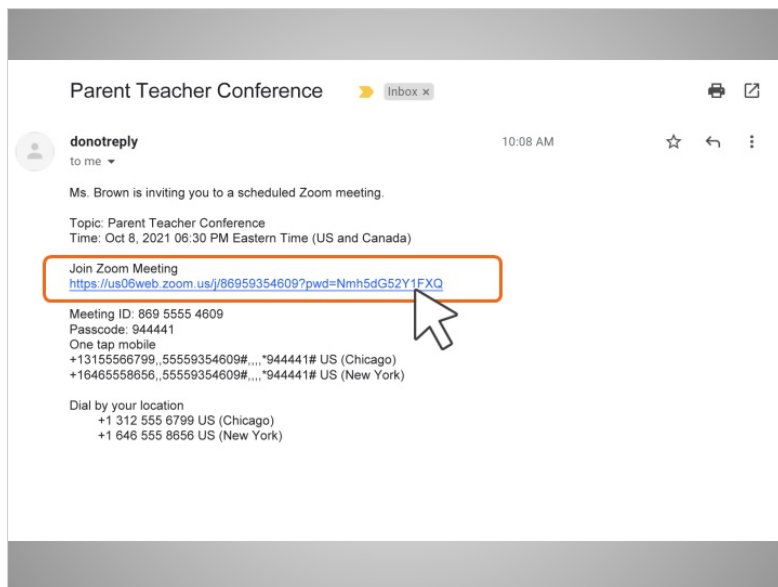 Parent Teacher Conference Inbox ×
donotreply 10:08 AM
to me
Ms. Brown is inviting you to a scheduled Zoom meeting.
Topic: Parent Teacher Conference
Time: Oct 8, 2021 06:30 PM Eastern Time (US and Canada)
Join Zoom Meeting
https://us06web.zoom.us/j/86959354609?pwd=Nmh5dG52Y1FXQ
Meeting ID: 869 5555 4609
Passcode: 944441
One tap mobile
+13155566799,,55559354609#,,,,*944441# US (Chicago)
+16465558656,,55559354609#,,,,*944441# US (New York)
Dial by your location
+1 312 555 6799 US (Chicago)
+1 646 555 8656 US (New York)